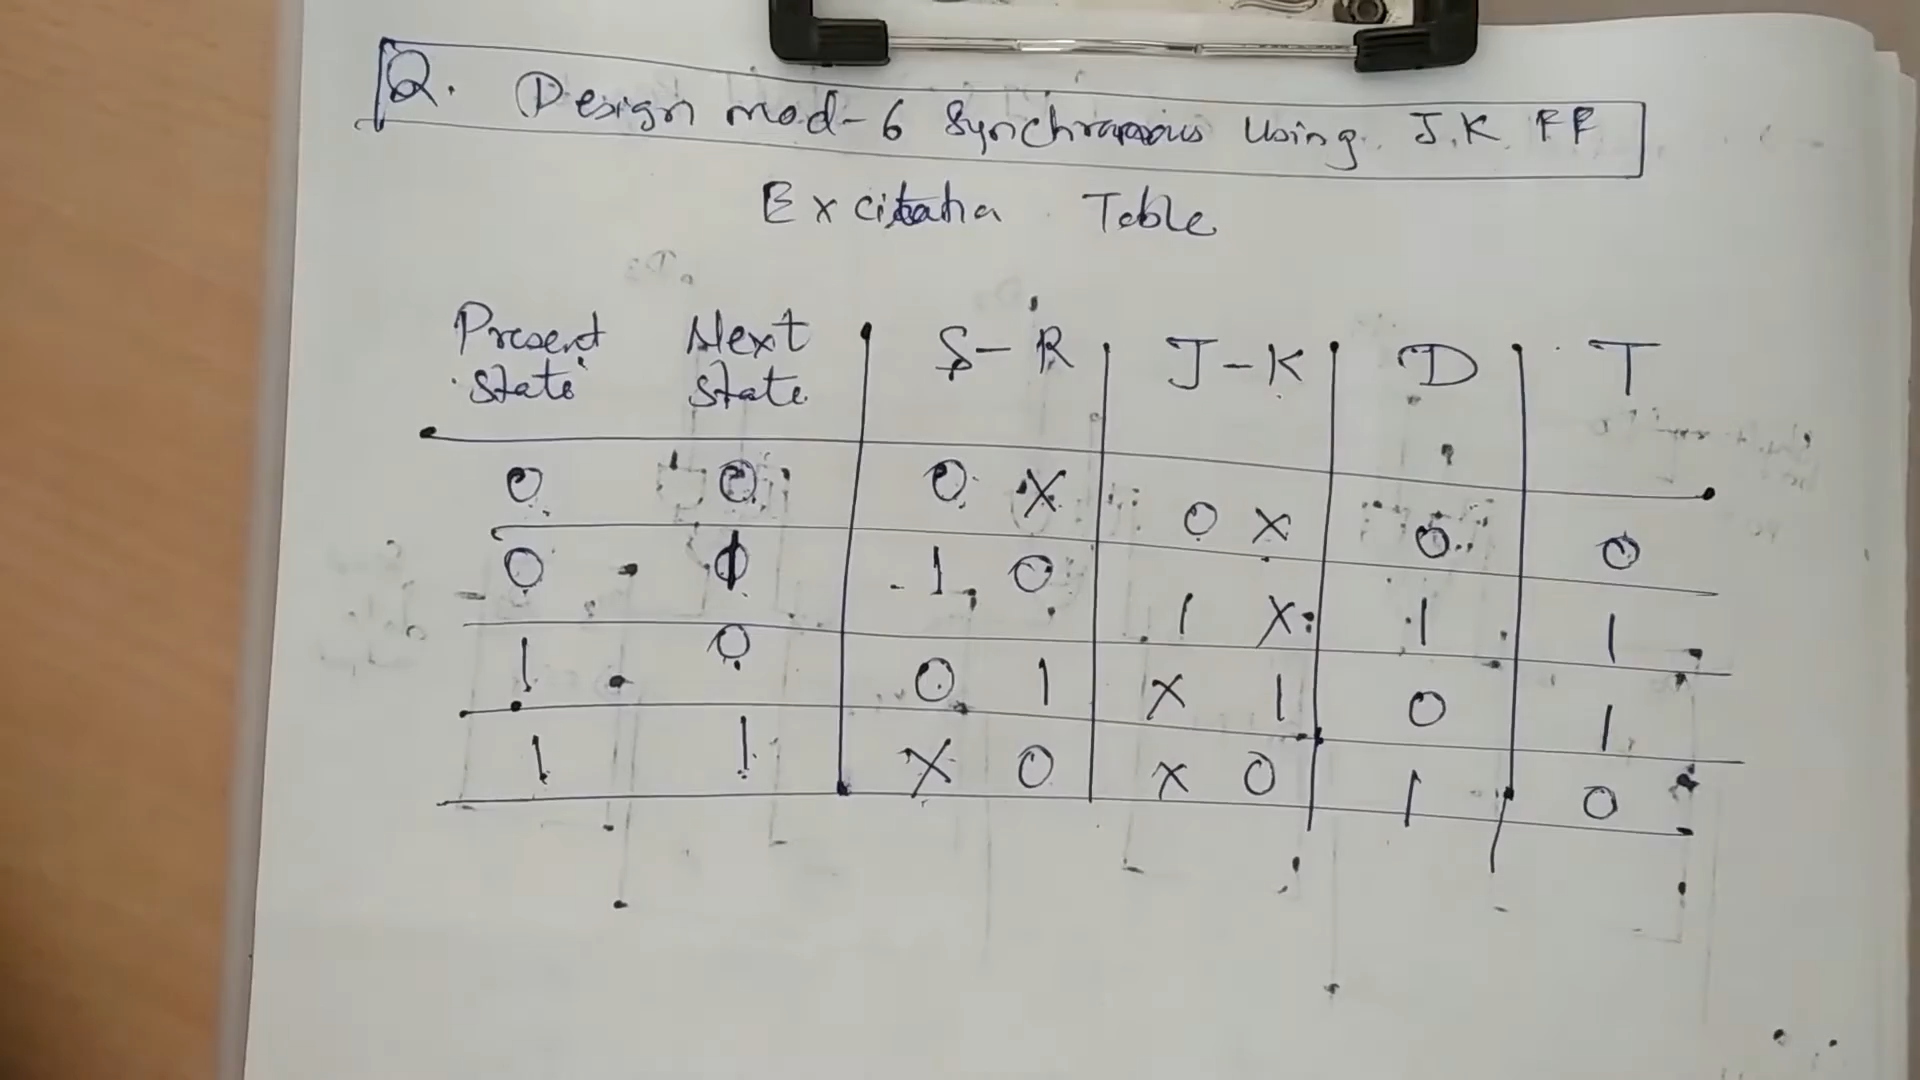 Q. Design mod-6 Synchronous Using J.K FF
Excitation Table
Present state Next state S-R J-K D T
0 0 0 X 0 X 0 0
0 1 1 0 1 X 1 1
1 0 0 1 X 1 0 1
1 1 X 0 X 0 1 0